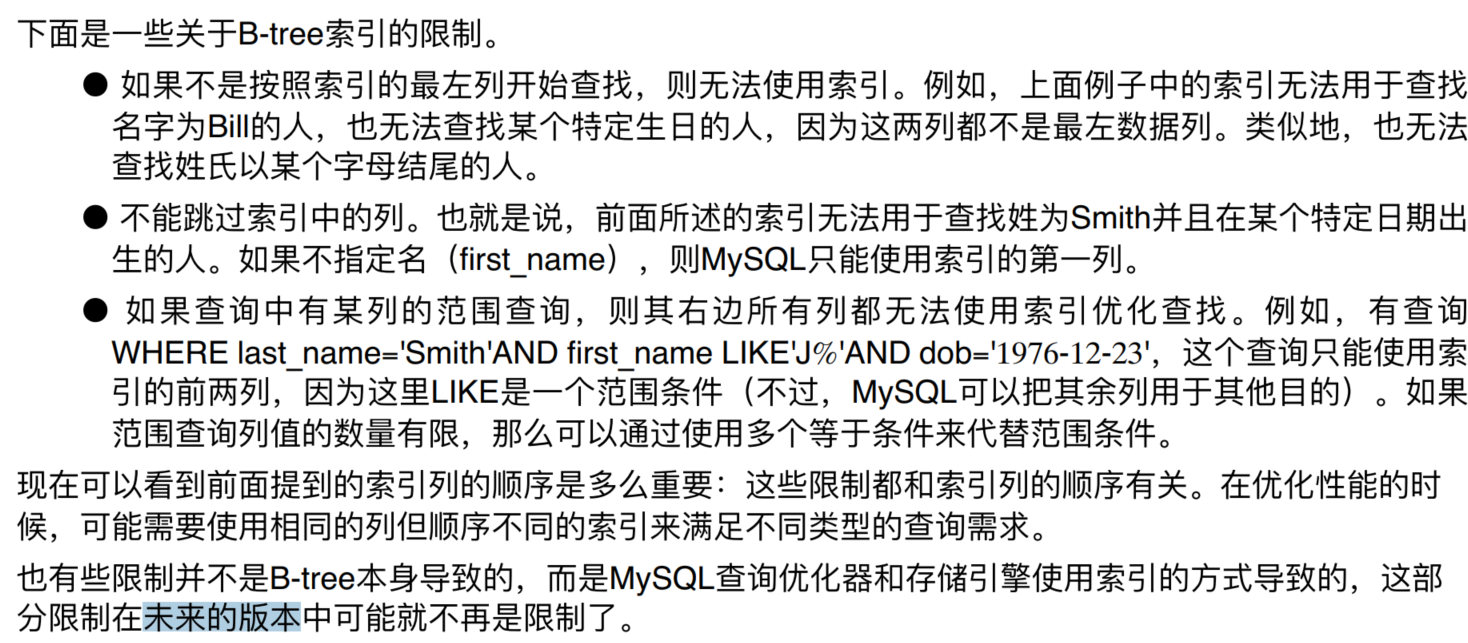 下面是一些关于B-tree索引的限制。
● 如果不是按照索引的最左列开始查找，则无法使用索引。例如，上面例子中的索引无法用于查找
名字为Bill的人，也无法查找某个特定生日的人，因为这两列都不是最左数据列。类似地，也无法
查找姓氏以某个字母结尾的人。
● 不能跳过索引中的列。也就是说，前面所述的索引无法用于查找姓为Smith并且在某个特定日期出
生的人。如果不指定名（first_name），则MySQL只能使用索引的第一列。
● 如果查询中有某列的范围查询，则其右边所有列都无法使用索引优化查找。例如，有查询
WHERE last_name='Smith'AND first_name LIKE'J%'AND dob='1976-12-23'，这个查询只能使用索
引的前两列，因为这里LIKE是一个范围条件（不过，MySQL可以把其余列用于其他目的）。如果
范围查询列值的数量有限，那么可以通过使用多个等于条件来代替范围条件。
现在可以看到前面提到的索引列的顺序是多么重要：这些限制都和索引列的顺序有关。在优化性能的时
候，可能需要使用相同的列但顺序不同的索引来满足不同类型的查询需求。
也有些限制并不是B-tree本身导致的，而是MySQL查询优化器和存储引擎使用索引的方式导致的，这部
分限制在未来的版本中可能就不再是限制了。